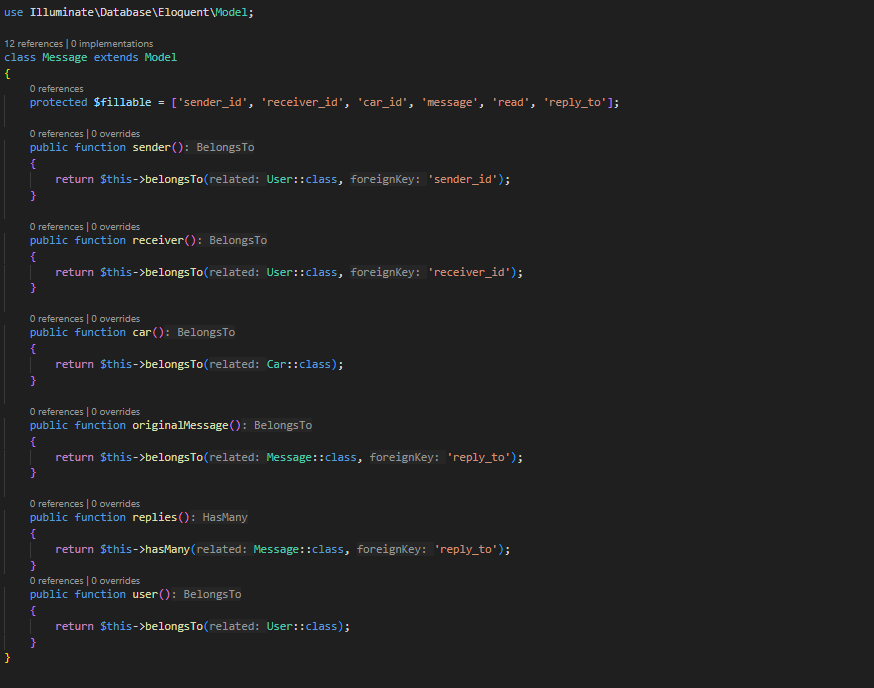 use Illuminate\Database\Eloquent\Model;
12 references | 0 implementations
class Message extends Model
{
0 references
protected $fillable = ['sender_id', 'receiver_id', 'car_id', 'message', 'read', 'reply_to'];
0 references | 0 overrides
public function sender(): BelongsTo
{
return $this->belongsTo(related: User::class, foreignKey: 'sender_id');
}
0 references | 0 overrides
public function receiver(): BelongsTo
{
return $this->belongsTo(related: User::class, foreignKey: 'receiver_id');
}
0 references | 0 overrides
public function car(): BelongsTo
{
return $this->belongsTo(related: Car::class);
}
0 references | 0 overrides
public function originalMessage(): BelongsTo
{
return $this->belongsTo(related: Message::class, foreignKey: 'reply_to');
}
0 references | 0 overrides
public function replies(): HasMany
{
return $this->hasMany(related: Message::class, foreignKey: 'reply_to');
}
0 references | 0 overrides
public function user(): BelongsTo
{
return $this->belongsTo(related: User::class);
}
}